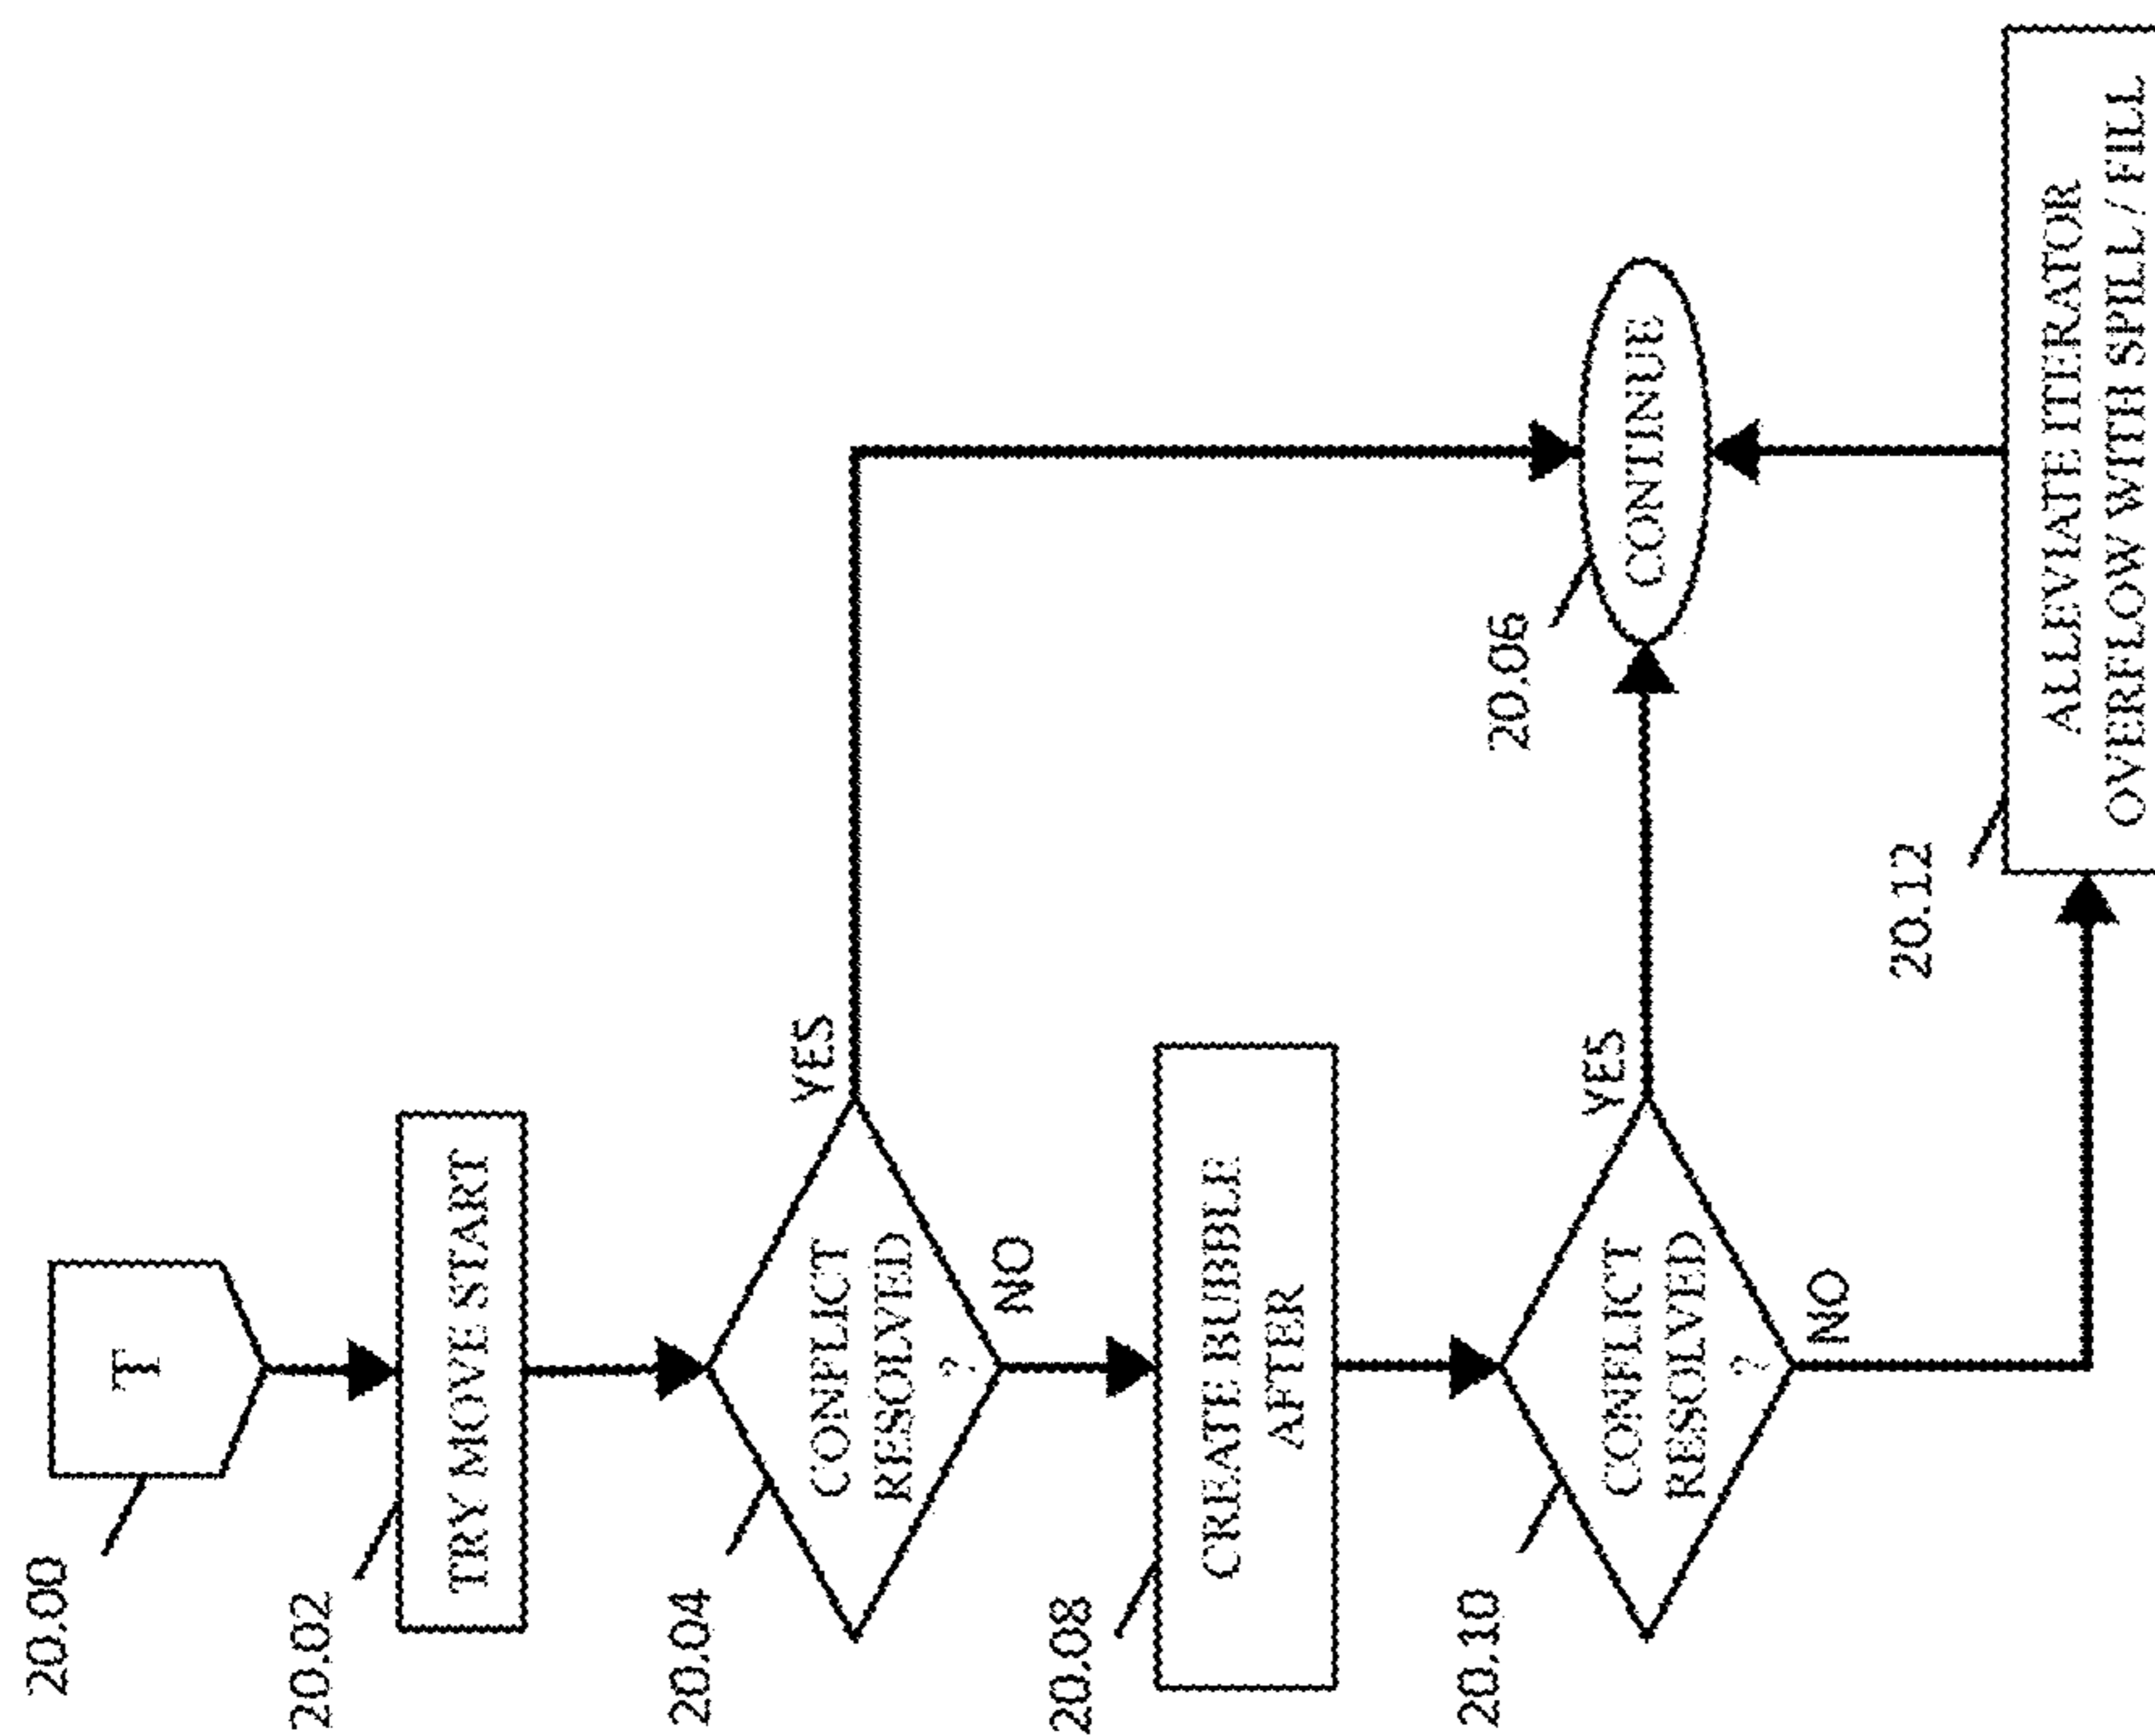 20.00
T
20.02
TRY MOVE START
20.04
CONFLICT
RESOLVED
?
YES
NO
20.08
CREATE BUBBLE
AFTER
20.10
CONFLICT
RESOLVED
?
YES
NO
20.06
CONTINUE
20.12
ALLEVIATE ITERATOR
OVERFLOW WITH SPILL / FILL